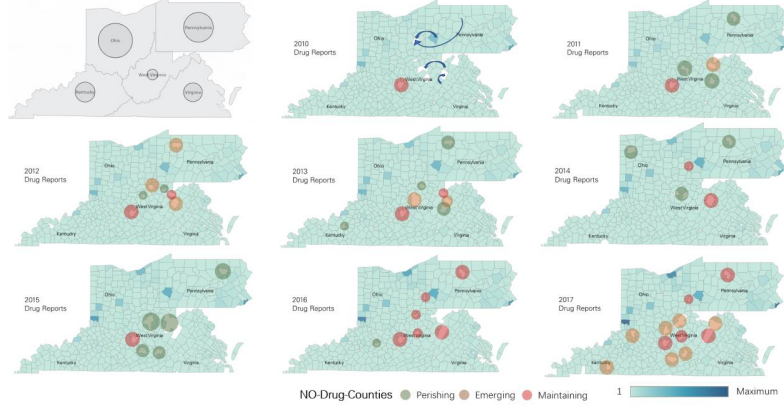 Ohio
Pennsylvania
West Virginia
Kentucky
Virginia
2010
Drug Reports
Ohio
Pennsylvania
West Virginia
Kentucky
Virginia
2011
Drug Reports
Ohio
Pennsylvania
West Virginia
Kentucky
Virginia
2012
Drug Reports
Ohio
Pennsylvania
West Virginia
Kentucky
Virginia
2013
Drug Reports
Ohio
Pennsylvania
West Virginia
Kentucky
Virginia
2014
Drug Reports
Ohio
Pennsylvania
West Virginia
Kentucky
Virginia
2015
Drug Reports
Ohio
Pennsylvania
West Virginia
Kentucky
Virginia
2016
Drug Reports
Ohio
Pennsylvania
West Virginia
Kentucky
Virginia
2017
Drug Reports
Ohio
Pennsylvania
West Virginia
Kentucky
Virginia
NO-Drug-Counties Perishing Emerging Maintaining
1 Maximum